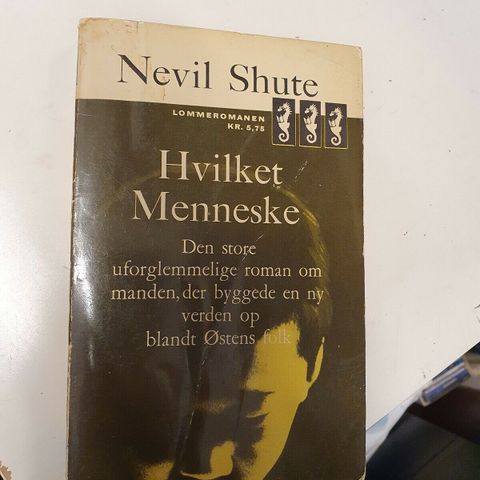 Nevil Shute
LOMMEROMANEN
KR. 5,75
Hvilket
Menneske
Den store
uforglemmelige roman om
manden, der byggede en ny
verden op
blandt Østens folk